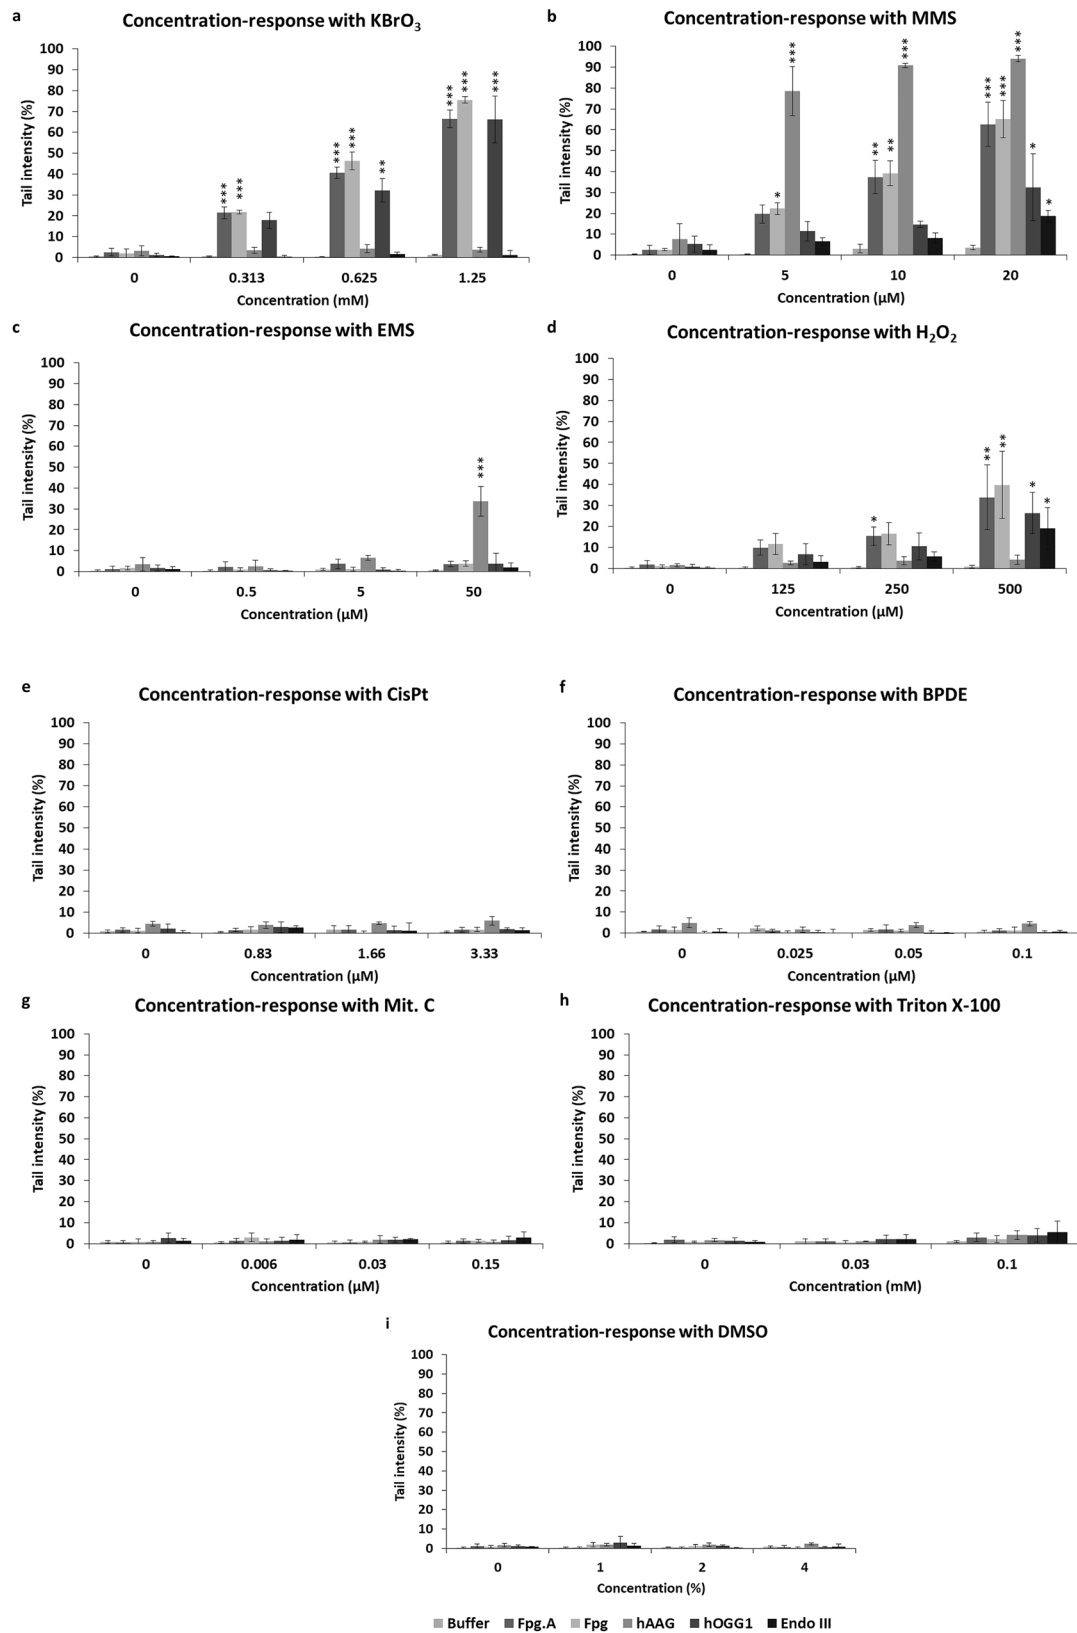 a
Concentration-response with KBrO3
100
90
80
70
60
50
40
30
20
10
0
Tail intensity (%)
*** *** *** *** ** *** *** ***
0 0.313 0.625 1.25
Concentration (mM)
b
Concentration-response with MMS
100
90
80
70
60
50
40
30
20
10
0
Tail intensity (%)
* *** ** ** *** *** *** *** * *
0 5 10 20
Concentration (µM)
c
Concentration-response with EMS
100
90
80
70
60
50
40
30
20
10
0
Tail intensity (%)
***
0 0.5 5 50
Concentration (µM)
d
Concentration-response with H2O2
100
90
80
70
60
50
40
30
20
10
0
Tail intensity (%)
* ** ** * *
0 125 250 500
Concentration (µM)
e
Concentration-response with CisPt
100
90
80
70
60
50
40
30
20
10
0
Tail intensity (%)
0 0.83 1.66 3.33
Concentration (µM)
f
Concentration-response with BPDE
100
90
80
70
60
50
40
30
20
10
0
Tail intensity (%)
0 0.025 0.05 0.1
Concentration (µM)
g
Concentration-response with Mit. C
100
90
80
70
60
50
40
30
20
10
0
Tail intensity (%)
0 0.006 0.03 0.15
Concentration (µM)
h
Concentration-response with Triton X-100
100
90
80
70
60
50
40
30
20
10
0
Tail intensity (%)
0 0.03 0.1
Concentration (mM)
i
Concentration-response with DMSO
100
90
80
70
60
50
40
30
20
10
0
Tail intensity (%)
0 1 2 4
Concentration (%)
Buffer Fpg.A Fpg hAAG hOGG1 Endo III